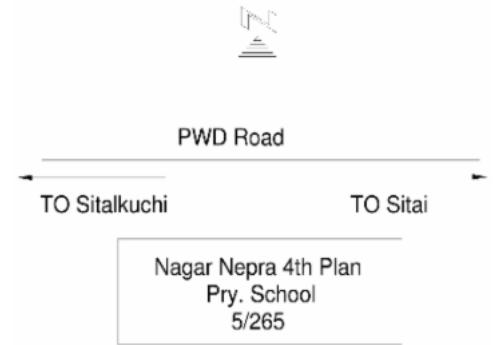 N
PWD Road
TO Sitalkuchi
TO Sitai
Nagar Nepra 4th Plan
Pry. School
5/265